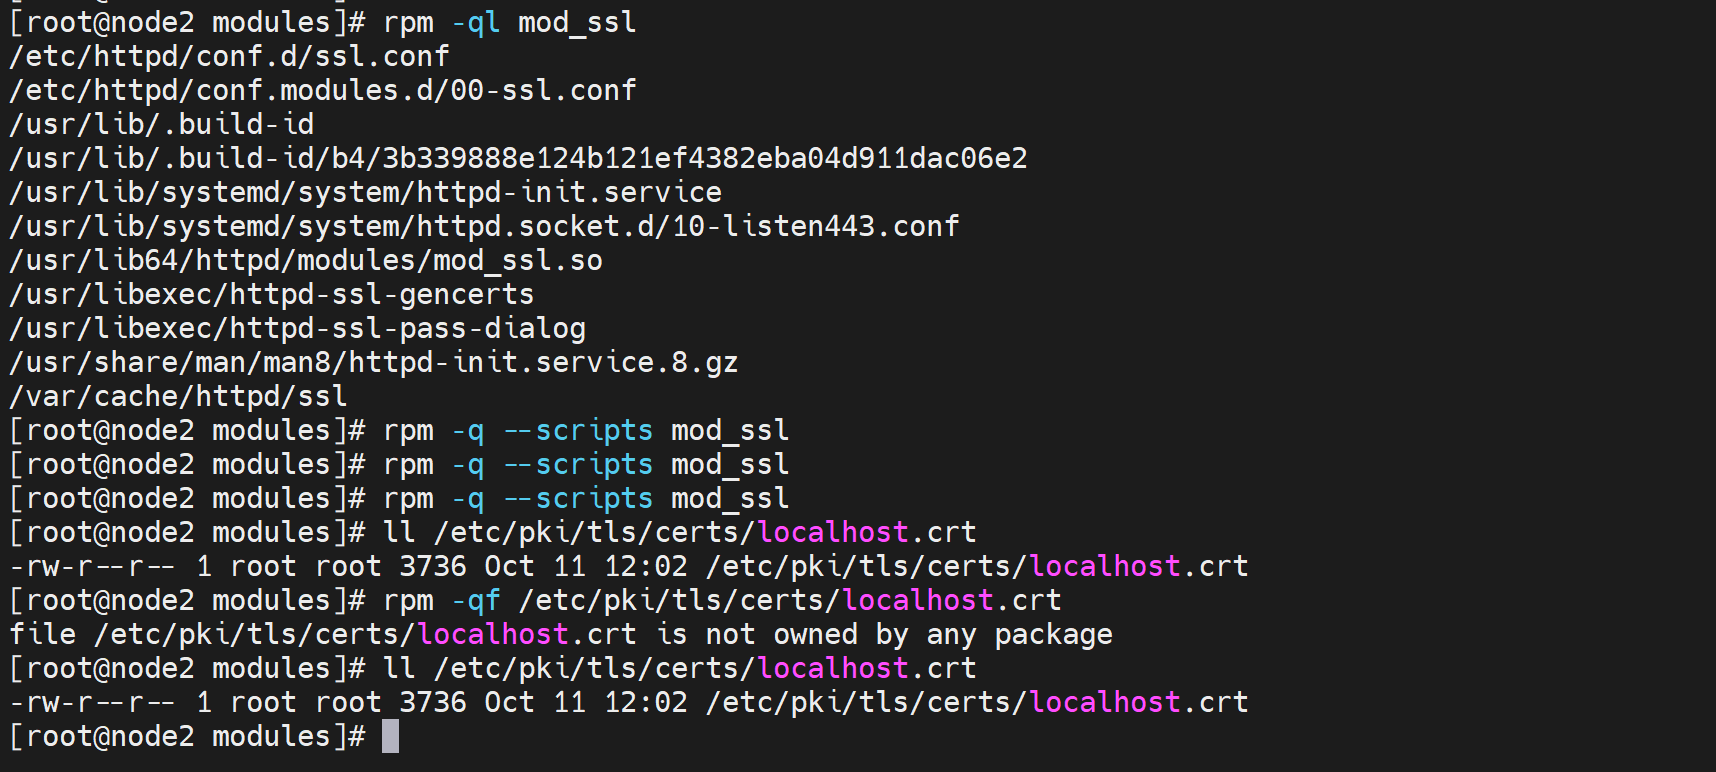 [root@node2 modules]# rpm -ql mod_ssl
/etc/httpd/conf.d/ssl.conf
/etc/httpd/conf.modules.d/00-ssl.conf
/usr/lib/.build-id
/usr/lib/.build-id/b4/3b339888e124b121ef4382eba04d911dac06e2
/usr/lib/systemd/system/httpd-init.service
/usr/lib/systemd/system/httpd.socket.d/10-listen443.conf
/usr/lib64/httpd/modules/mod_ssl.so
/usr/libexec/httpd-ssl-gencerts
/usr/libexec/httpd-ssl-pass-dialog
/usr/share/man/man8/httpd-init.service.8.gz
/var/cache/httpd/ssl
[root@node2 modules]# rpm -q --scripts mod_ssl
[root@node2 modules]# rpm -q --scripts mod_ssl
[root@node2 modules]# rpm -q --scripts mod_ssl
[root@node2 modules]# ll /etc/pki/tls/certs/localhost.crt
-rw-r--r-- 1 root root 3736 Oct 11 12:02 /etc/pki/tls/certs/localhost.crt
[root@node2 modules]# rpm -qf /etc/pki/tls/certs/localhost.crt
file /etc/pki/tls/certs/localhost.crt is not owned by any package
[root@node2 modules]# ll /etc/pki/tls/certs/localhost.crt
-rw-r--r-- 1 root root 3736 Oct 11 12:02 /etc/pki/tls/certs/localhost.crt
[root@node2 modules]#